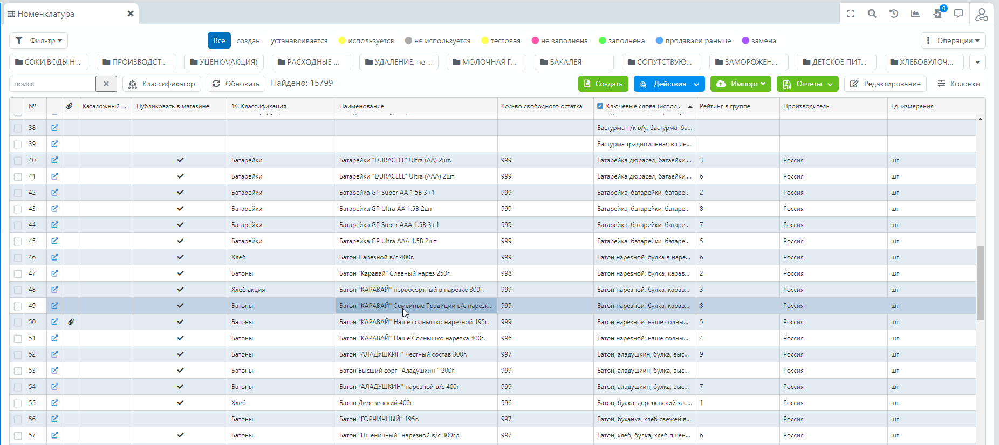 Номенклатура
9
Фильтр
Все создан устанавливается используется не используется тестовая не заполнена заполнена продавали раньше замена
Операции
СОКИ,ВОДЫ,Н... ПРОИЗВОДСТ... УЦЕНКА(АКЦИЯ) РАСХОДНЫЕ ... УДАЛЕНИЕ, не ... МОЛОЧНАЯ Г... БАКАЛЕЯ СОПУТСТВУЮ... ЗАМОРОЖЕН... ДЕТСКОЕ ПИТ... ХЛЕБОБУЛОЧ...
поиск Классификатор Обновить Найдено: 15799 Создать Действия Импорт Отчеты Редактирование Колонки
№ Каталожный ... Публиковать в магазине 1С Классификация Наименование Кол-во свободного остатка Ключевые слова (испол... Рейтинг в группе Производитель Ед. измерения
38 Бастурма п/к в/у, бастурма, ба...
39 Бастурма традиционная в пле...
40 Батарейки Батарейки "DURACELL" Ultra (АА) 2шт. 999 Батарейка дюрасел, батаейки,... 3 Россия шт
41 Батарейки Батарейки "DURACELL" Ultra (ААА) 2шт. 999 Батарейка дюрасел, батаейки,... 6 Россия шт
42 Батарейки Батарейка GP Super AA 1.5В 3+1 999 Батарейка, батарейки, батаре... 2 Россия шт
43 Батарейки Батарейка GP Ultra AA 1.5В 2шт 999 Батарейка, батарейки, батаре... 8 Россия шт
44 Батарейки Батарейка GP Super AAA 1.5В 3+1 999 Батарейка, батарейки, батаре... 7 Россия шт
45 Батарейки Батарейка GP Ultra AAA 1.5В 2шт 999 Батарейка, батарейки, батаре... 5 Россия шт
46 Хлеб Батон Нарезной в/с 400г. 999 Батон нарезной, булка в наре... 6 Россия шт
47 Батоны Батон "Каравай" Славный нарез 250г. 998 Батон нарезной, булка, карав... 2 Россия шт
48 Хлеб акция Батон "КАРАВАЙ" первосортный в нарезке 300г. 999 Батон нарезной, булка, карав... 3 Россия шт
49 Батоны Батон "КАРАВАЙ" Семейные Традиции в/с нарезк... 999 Батон нарезной, булка, карав... 8 Россия шт
50 Батоны Батон "КАРАВАЙ" Наше солнышко нарезной 195г. 999 Батон нарезной, наше солны... 5 Россия шт
51 Батоны Батон "КАРАВАЙ" Наше Солнышко нарезка 400г. 996 Батон нарезной, наше солны... 4 Россия шт
52 Батоны Батон "АЛАДУШКИН" честный состав 300г. 997 Батон, аладушкин, булка, выс... 9 Россия шт
53 Батоны Батон Высший сорт "Аладушкин " 200г. 999 Батон, аладушкин, булка, выс... Россия шт
54 Батоны Батон "АЛАДУШКИН" нарезной в/с 400г. 999 Батон, аладушкин, булка, выс... 7 Россия шт
55 Хлеб Батон Деревенский 400г. 996 Батон, булка, деревенский хле... 1 Россия шт
56 Батоны Батон "ГОРЧИЧНЫЙ" 195г. 997 Батон, буханка, хлеб свежей в... Россия шт
57 Батоны Батон "Пшеничный" нарезной в/с 300гр. 997 Батон, хлеб, булка, хлеб пшен... 6 Россия шт